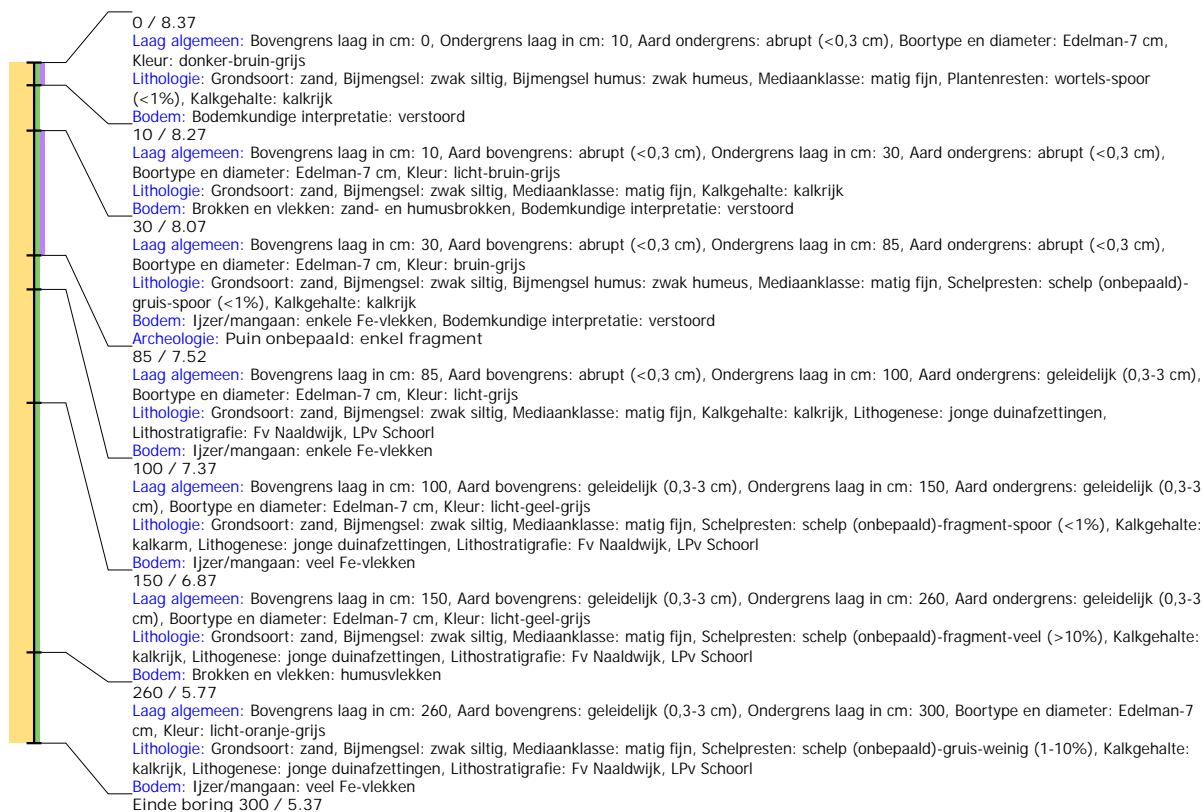 0 / 8.37
Laag algemeen: Bovengrens laag in cm: 0, Ondergrens laag in cm: 10, Aard ondergrens: abrupt (<0,3 cm), Boortype en diameter: Edelman-7 cm,
Kleur: donker-bruin-grijs
Lithologie: Grondsoort: zand, Bijmengsel: zwak siltig, Bijmengsel humus: zwak humeus, Mediaanklasse: matig fijn, Plantenresten: wortels-spoor
(<1%), Kalkgehalte: kalkrijk
Bodem: Bodemkundige interpretatie: verstoord
10 / 8.27
Laag algemeen: Bovengrens laag in cm: 10, Aard bovengrens: abrupt (<0,3 cm), Ondergrens laag in cm: 30, Aard ondergrens: abrupt (<0,3 cm),
Boortype en diameter: Edelman-7 cm, Kleur: licht-bruin-grijs
Lithologie: Grondsoort: zand, Bijmengsel: zwak siltig, Mediaanklasse: matig fijn, Kalkgehalte: kalkrijk
Bodem: Brokken en vlekken: zand- en humusbrokken, Bodemkundige interpretatie: verstoord
30 / 8.07
Laag algemeen: Bovengrens laag in cm: 30, Aard bovengrens: abrupt (<0,3 cm), Ondergrens laag in cm: 85, Aard ondergrens: abrupt (<0,3 cm),
Boortype en diameter: Edelman-7 cm, Kleur: bruin-grijs
Lithologie: Grondsoort: zand, Bijmengsel: zwak siltig, Bijmengsel humus: zwak humeus, Mediaanklasse: matig fijn, Schelpresten: schelp (onbepaald)-
gruis-spoor (<1%), Kalkgehalte: kalkrijk
Bodem: Ijzer/mangaan: enkele Fe-vlekken, Bodemkundige interpretatie: verstoord
Archeologie: Puin onbepaald: enkel fragment
85 / 7.52
Laag algemeen: Bovengrens laag in cm: 85, Aard bovengrens: abrupt (<0,3 cm), Ondergrens laag in cm: 100, Aard ondergrens: geleidelijk (0,3-3 cm),
Boortype en diameter: Edelman-7 cm, Kleur: licht-grijs
Lithologie: Grondsoort: zand, Bijmengsel: zwak siltig, Mediaanklasse: matig fijn, Kalkgehalte: kalkrijk, Lithogenese: jonge duinafzettingen,
Lithostratigrafie: Fv Naaldwijk, LPv Schoorl
Bodem: Ijzer/mangaan: enkele Fe-vlekken
100 / 7.37
Laag algemeen: Bovengrens laag in cm: 100, Aard bovengrens: geleidelijk (0,3-3 cm), Ondergrens laag in cm: 150, Aard ondergrens: geleidelijk (0,3-3
cm), Boortype en diameter: Edelman-7 cm, Kleur: licht-geel-grijs
Lithologie: Grondsoort: zand, Bijmengsel: zwak siltig, Mediaanklasse: matig fijn, Schelpresten: schelp (onbepaald)-fragment-spoor (<1%), Kalkgehalte:
kalkarm, Lithogenese: jonge duinafzettingen, Lithostratigrafie: Fv Naaldwijk, LPv Schoorl
Bodem: Ijzer/mangaan: veel Fe-vlekken
150 / 6.87
Laag algemeen: Bovengrens laag in cm: 150, Aard bovengrens: geleidelijk (0,3-3 cm), Ondergrens laag in cm: 260, Aard ondergrens: geleidelijk (0,3-3
cm), Boortype en diameter: Edelman-7 cm, Kleur: licht-geel-grijs
Lithologie: Grondsoort: zand, Bijmengsel: zwak siltig, Mediaanklasse: matig fijn, Schelpresten: schelp (onbepaald)-fragment-veel (>10%), Kalkgehalte:
kalkrijk, Lithogenese: jonge duinafzettingen, Lithostratigrafie: Fv Naaldwijk, LPv Schoorl
Bodem: Brokken en vlekken: humusvlekken
260 / 5.77
Laag algemeen: Bovengrens laag in cm: 260, Aard bovengrens: geleidelijk (0,3-3 cm), Ondergrens laag in cm: 300, Boortype en diameter: Edelman-7
cm, Kleur: licht-oranje-grijs
Lithologie: Grondsoort: zand, Bijmengsel: zwak siltig, Mediaanklasse: matig fijn, Schelpresten: schelp (onbepaald)-gruis-weinig (1-10%), Kalkgehalte:
kalkrijk, Lithogenese: jonge duinafzettingen, Lithostratigrafie: Fv Naaldwijk, LPv Schoorl
Bodem: Ijzer/mangaan: veel Fe-vlekken
Einde boring 300 / 5.37